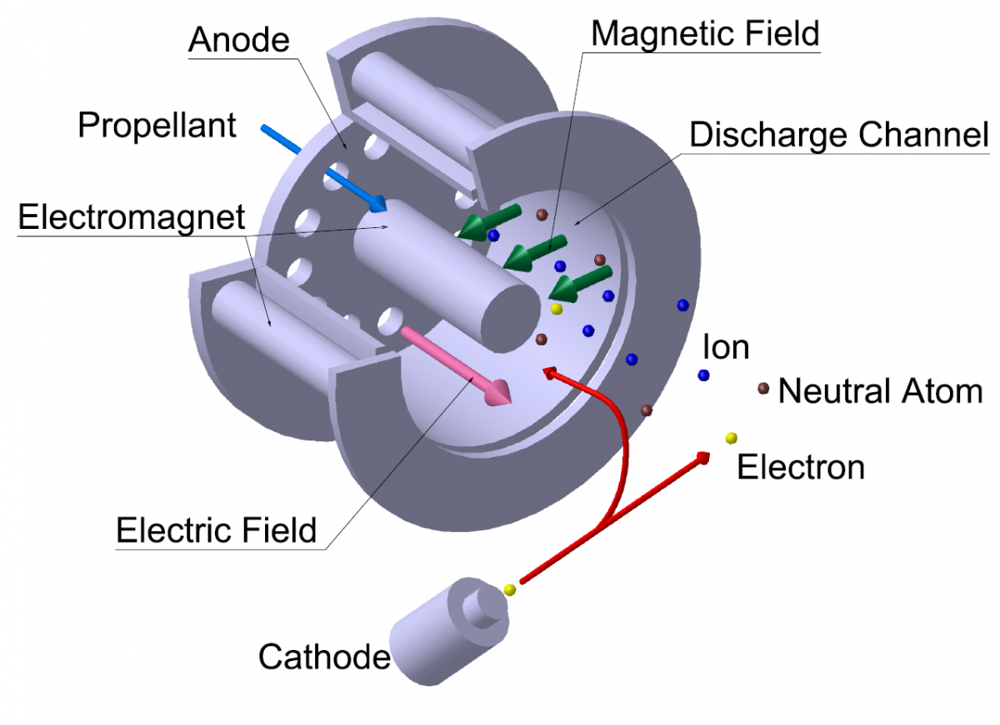 Anode
Magnetic Field
Propellant
Discharge Channel
Electromagnet
Ion
Neutral Atom
Electron
Electric Field
Cathode